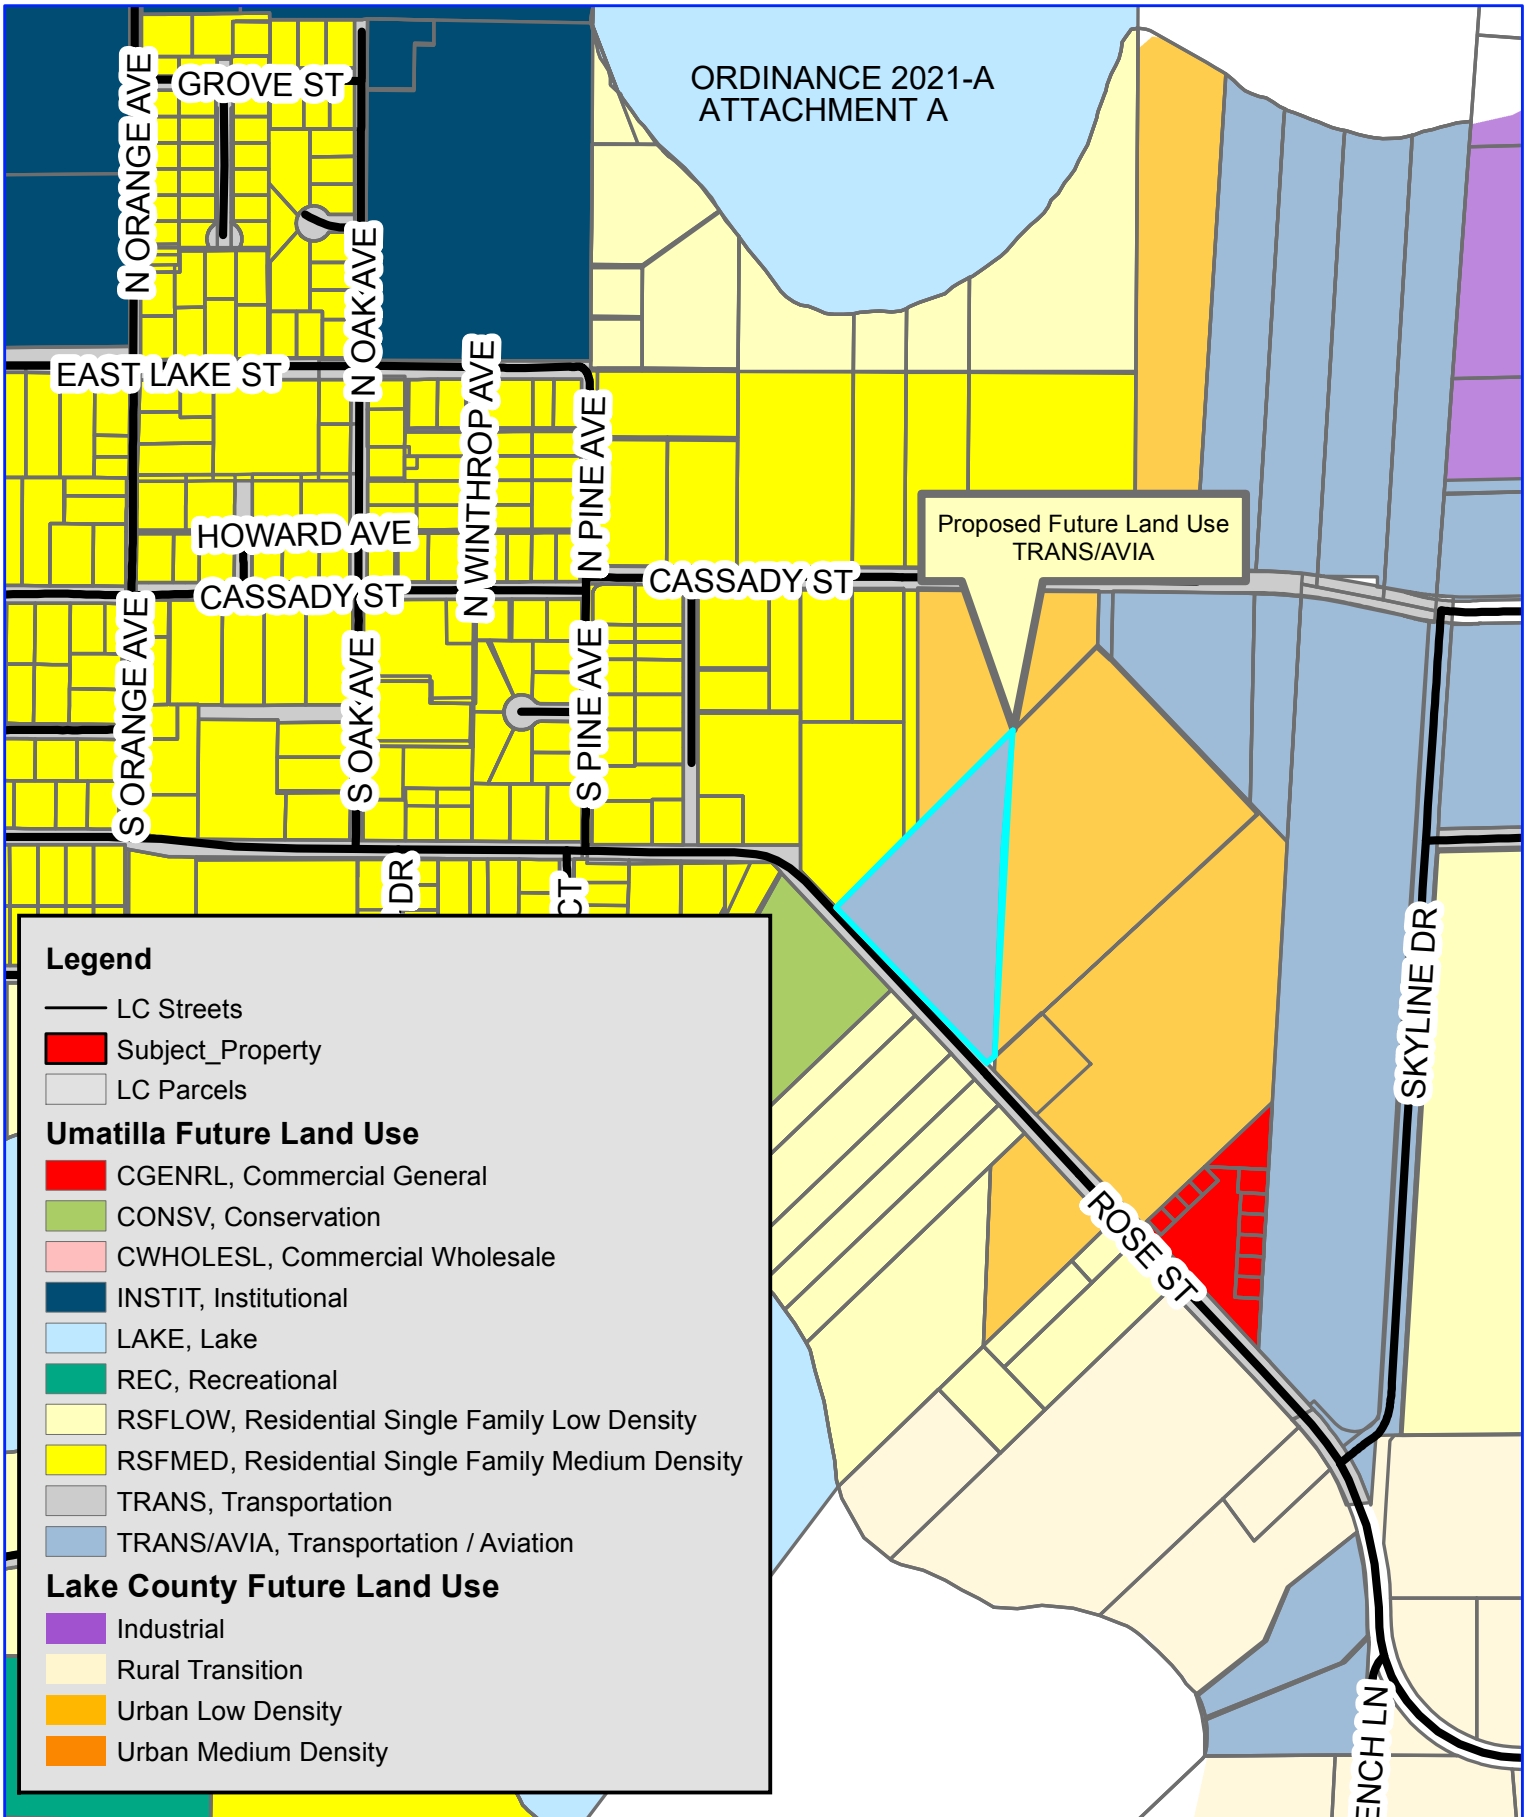 ORDINANCE 2021-A
ATTACHMENT A
GROVE ST
N ORANGE AVE
N OAK AVE
EAST LAKE ST
N WINTHROP AVE
N PINE AVE
HOWARD AVE
CASSADY ST
CASSADY ST
Proposed Future Land Use
TRANS/AVIA
S ORANGE AVE
S OAK AVE
S PINE AVE
DR
CT
SKYLINE DR
ROSE ST
ENCH LN
Legend
LC Streets
Subject_Property
LC Parcels
Umatilla Future Land Use
CGENRL, Commercial General
CONSV, Conservation
CWHOLESL, Commercial Wholesale
INSTIT, Institutional
LAKE, Lake
REC, Recreational
RSFLOW, Residential Single Family Low Density
RSFMED, Residential Single Family Medium Density
TRANS, Transportation
TRANS/AVIA, Transportation / Aviation
Lake County Future Land Use
Industrial
Rural Transition
Urban Low Density
Urban Medium Density